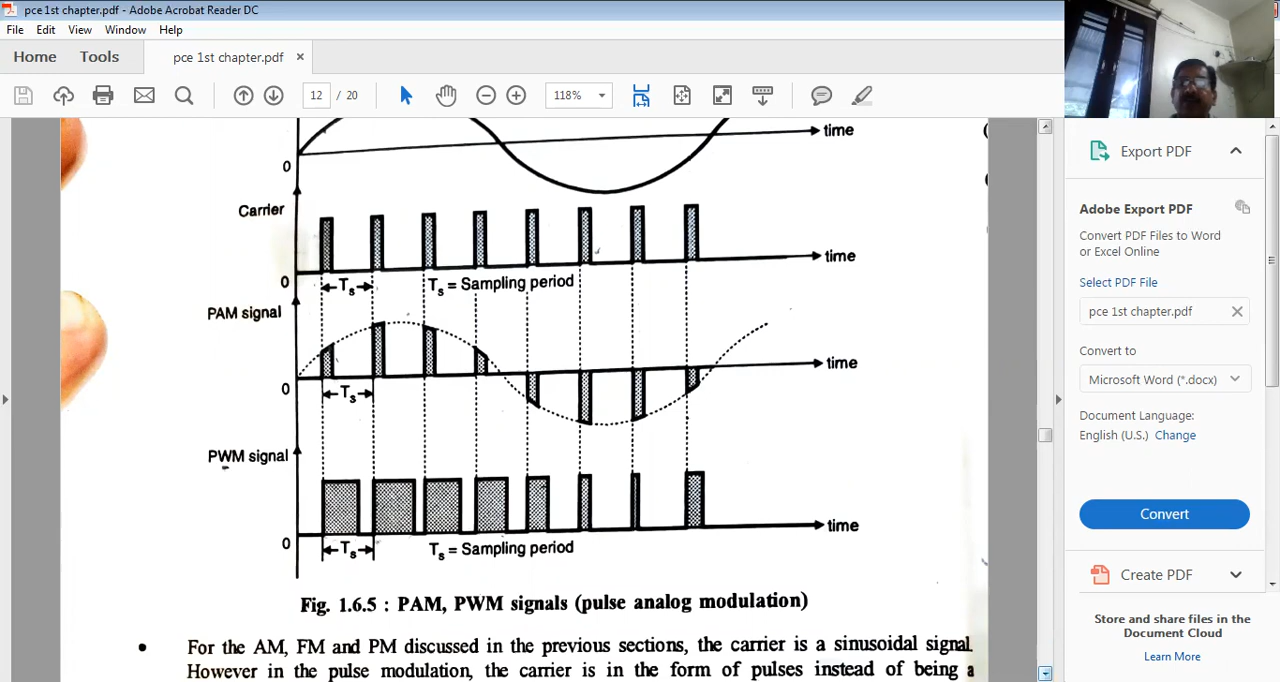 pce 1st chapter.pdf - Adobe Acrobat Reader DC
File Edit View Window Help
Home Tools pce 1st chapter.pdf ×
12 / 20 118%
time
0
Carrier
time
0
Ts Ts = Sampling period
PAM signal
time
0
Ts
PWM signal
time
0
Ts Ts = Sampling period
Fig. 1.6.5 : PAM, PWM signals (pulse analog modulation)
• For the AM, FM and PM discussed in the previous sections, the carrier is a sinusoidal signal.
However in the pulse modulation, the carrier is in the form of pulses instead of being a
Export PDF
Adobe Export PDF
Convert PDF Files to Word
or Excel Online
Select PDF File
pce 1st chapter.pdf
Convert to
Microsoft Word (*.docx)
Document Language:
English (U.S.) Change
Convert
Create PDF
Store and share files in the
Document Cloud
Learn More